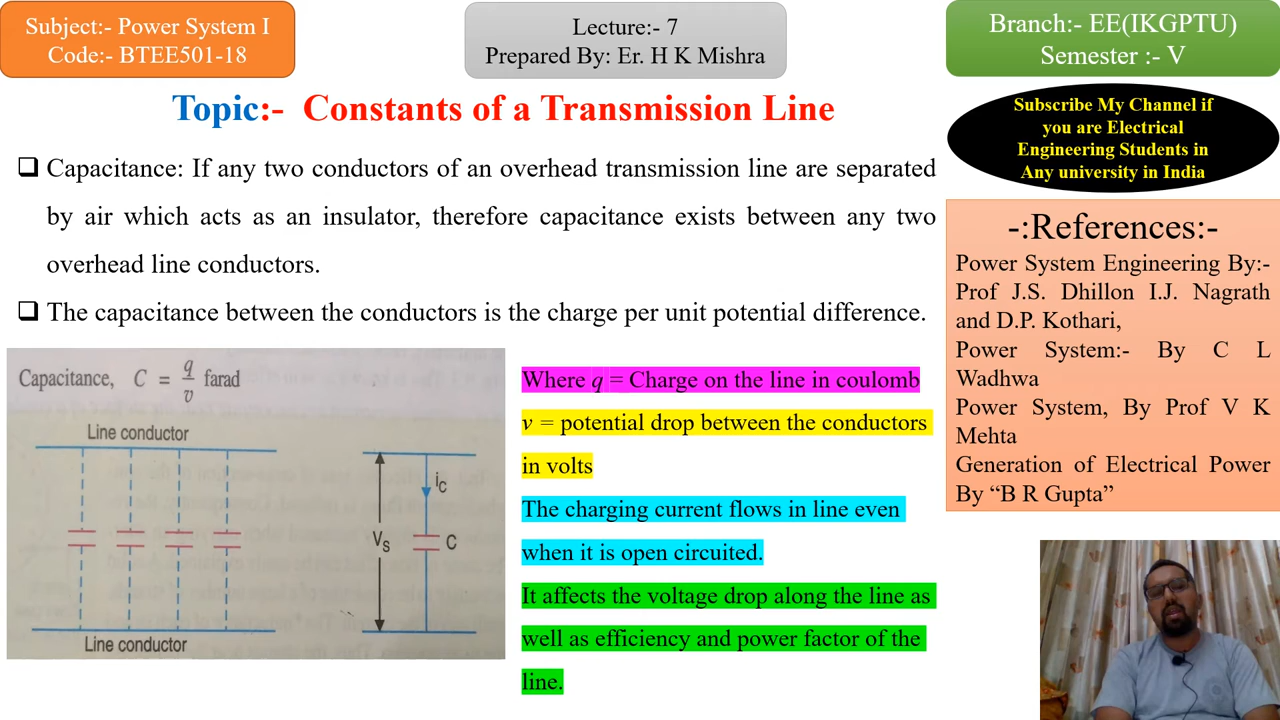 Subject:- Power System I
Code:- BTEE501-18
Lecture:- 7
Prepared By: Er. H K Mishra
Branch:- EE(IKGPTU)
Semester :- V
Topic:- Constants of a Transmission Line
Subscribe My Channel if
you are Electrical
Engineering Students in
Any university in India
❑ Capacitance: If any two conductors of an overhead transmission line are separated
by air which acts as an insulator, therefore capacitance exists between any two
overhead line conductors.
❑ The capacitance between the conductors is the charge per unit potential difference.
Capacitance, C = q/v farad
Line conductor
Line conductor
Vs
ic
C
Where q = Charge on the line in coulomb
v = potential drop between the conductors
in volts
The charging current flows in line even
when it is open circuited.
It affects the voltage drop along the line as
well as efficiency and power factor of the
line.
-:References:-
Power System Engineering By:-
Prof J.S. Dhillon I.J. Nagrath
and D.P. Kothari,
Power System:- By C L
Wadhwa
Power System, By Prof V K
Mehta
Generation of Electrical Power
By “B R Gupta”